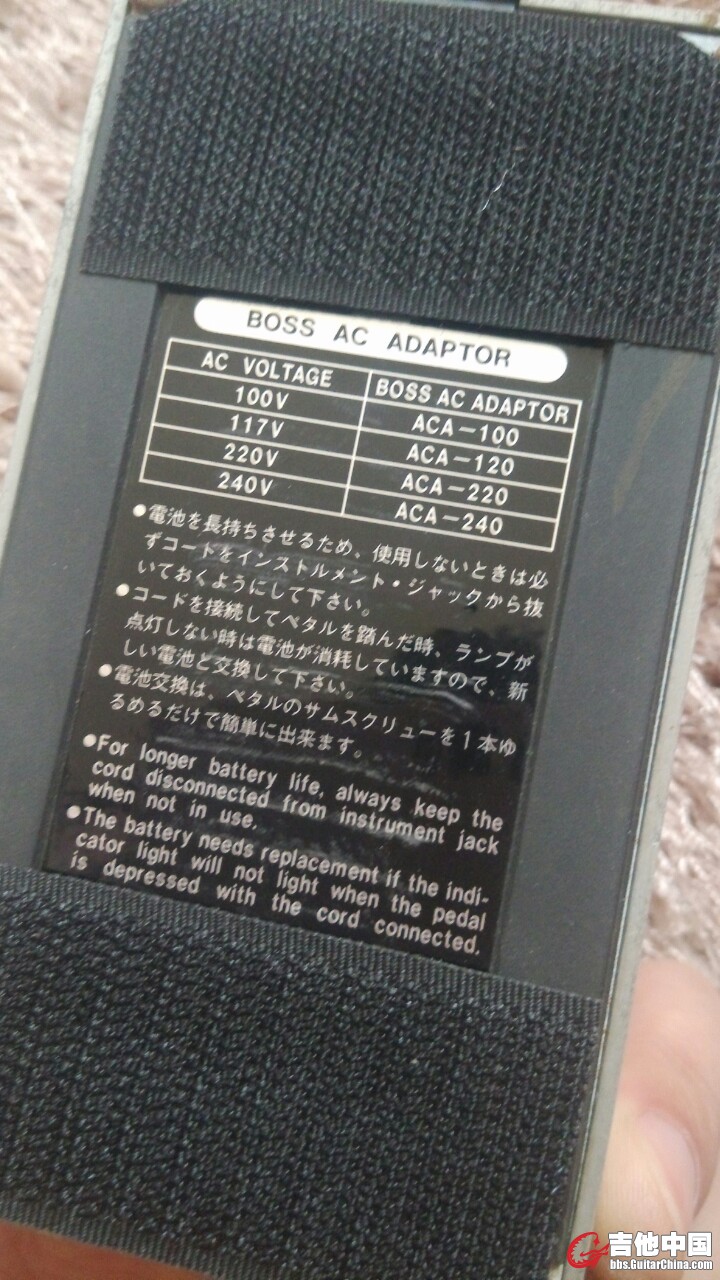 BOSS AC ADAPTOR
AC VOLTAGE BOSS AC ADAPTOR
100V ACA-100
117V ACA-120
220V ACA-220
240V ACA-240
●電池を長持ちさせるため、使用しないときは必
ずコードをインストルメント・ジャックから抜
いておくようにして下さい。
●コードを接続してペタルを踏んだ時、ランプが
点灯しない時は電池が消耗していますので、新
しい電池と交換して下さい。
●電池交換は、ペタルのサムスクリューを1本ゆ
るめるだけで簡単に出来ます。
●For longer battery life, always keep the
cord disconnected from instrument jack
when not in use.
●The battery needs replacement if the indi-
cator light will not light when the pedal
is depressed with the cord connected.
吉他中国
bbs.GuitarChina.com